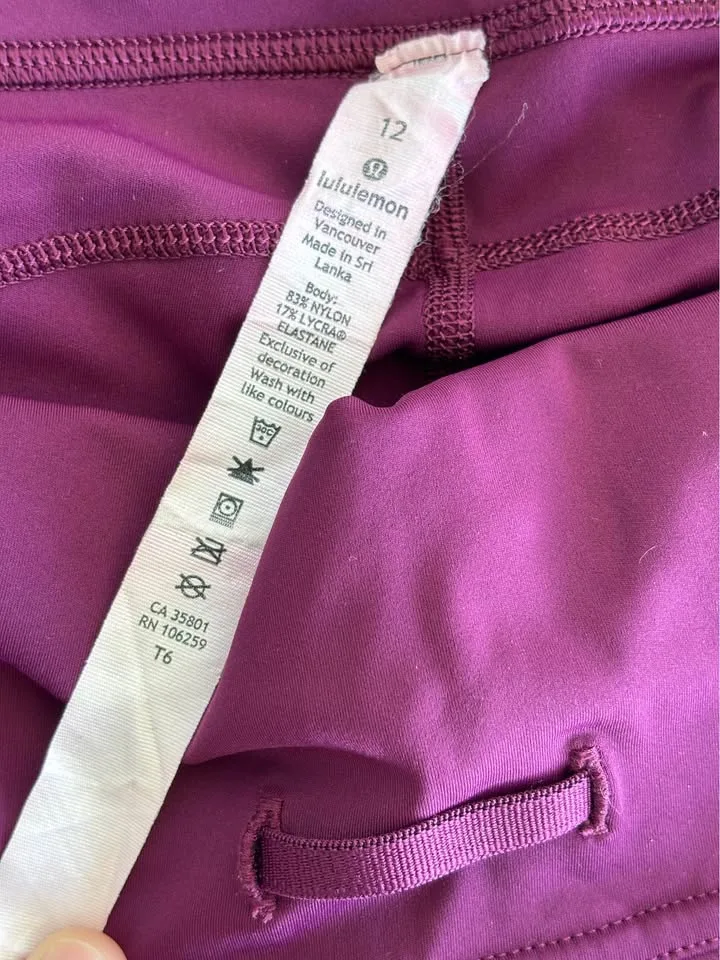 12
lululemon
Designed in
Vancouver
Made in Sri
Lanka
Body:
83% NYLON
17% LYCRA®
ELASTANE
Exclusive of
decoration
Wash with
like colours
30C
CA 35801
RN 106259
T6